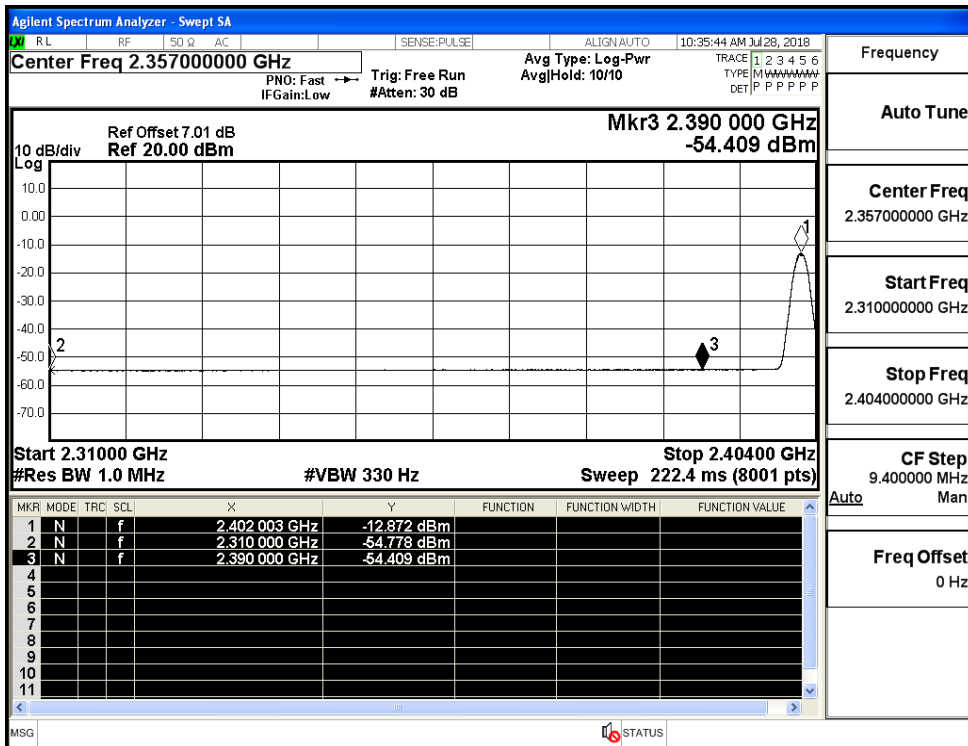 Agilent Spectrum Analyzer - Swept SA
LXI RL RF 50 Ω AC SENSE:PULSE ALIGNAUTO 10:35:44 AM Jul 28, 2018
Center Freq 2.357000000 GHz
PNO: Fast
IFGain:Low
Trig: Free Run
#Atten: 30 dB
Avg Type: Log-Pwr
Avg|Hold: 10/10
TRACE 1 2 3 4 5 6
TYPE M
DET P P P P P P
Ref Offset 7.01 dB
10 dB/div Ref 20.00 dBm
Log
Mkr3 2.390 000 GHz
-54.409 dBm
10.0
0.00
-10.0
-20.0
-30.0
-40.0
-50.0
-60.0
-70.0
1
2
3
Start 2.31000 GHz Stop 2.40400 GHz
#Res BW 1.0 MHz #VBW 330 Hz Sweep 222.4 ms (8001 pts)
MKR MODE TRC SCL X Y FUNCTION FUNCTION WIDTH FUNCTION VALUE
1 N f 2.402 003 GHz -12.872 dBm
2 N f 2.310 000 GHz -54.778 dBm
3 N f 2.390 000 GHz -54.409 dBm
4
5
6
7
8
9
10
11
MSG STATUS
Frequency
Auto Tune
Center Freq
2.357000000 GHz
Start Freq
2.310000000 GHz
Stop Freq
2.404000000 GHz
CF Step
9.400000 MHz
Auto Man
Freq Offset
0 Hz